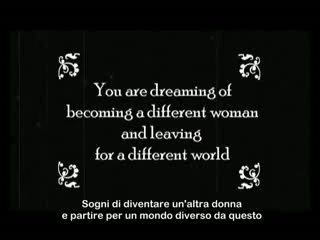 You are dreaming of
becoming a different woman
and leaving
for a different world
Sogni di diventare un'altra donna
e partire per un mondo diverso da questo